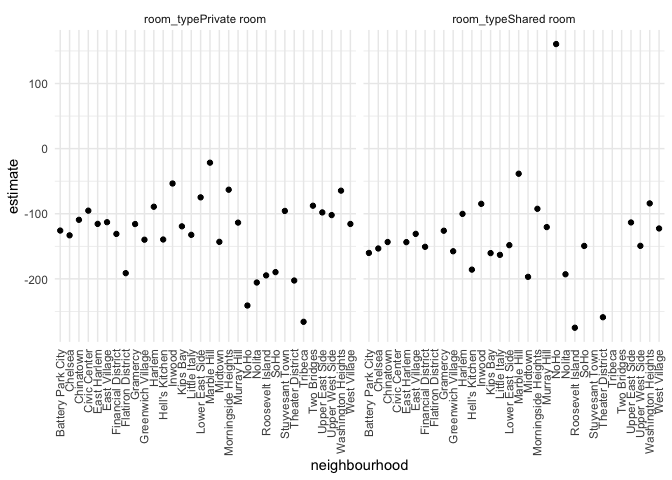 room_typePrivate room
room_typeShared room
100
0
-100
-200
estimate
Battery Park City
Chelsea
Chinatown
Civic Center
East Harlem
East Village
Financial District
Flatiron District
Gramercy
Greenwich Village
Harlem
Hell's Kitchen
Inwood
Kips Bay
Little Italy
Lower East Side
Marble Hill
Midtown
Morningside Heights
Murray Hill
NoHo
Nolita
Roosevelt Island
SoHo
Stuyvesant Town
Theater District
Tribeca
Two Bridges
Upper East Side
Upper West Side
Washington Heights
West Village
Battery Park City
Chelsea
Chinatown
Civic Center
East Harlem
East Village
Financial District
Flatiron District
Gramercy
Greenwich Village
Harlem
Hell's Kitchen
Inwood
Kips Bay
Little Italy
Lower East Side
Marble Hill
Midtown
Morningside Heights
Murray Hill
NoHo
Nolita
Roosevelt Island
SoHo
Stuyvesant Town
Theater District
Tribeca
Two Bridges
Upper East Side
Upper West Side
Washington Heights
West Village
neighbourhood